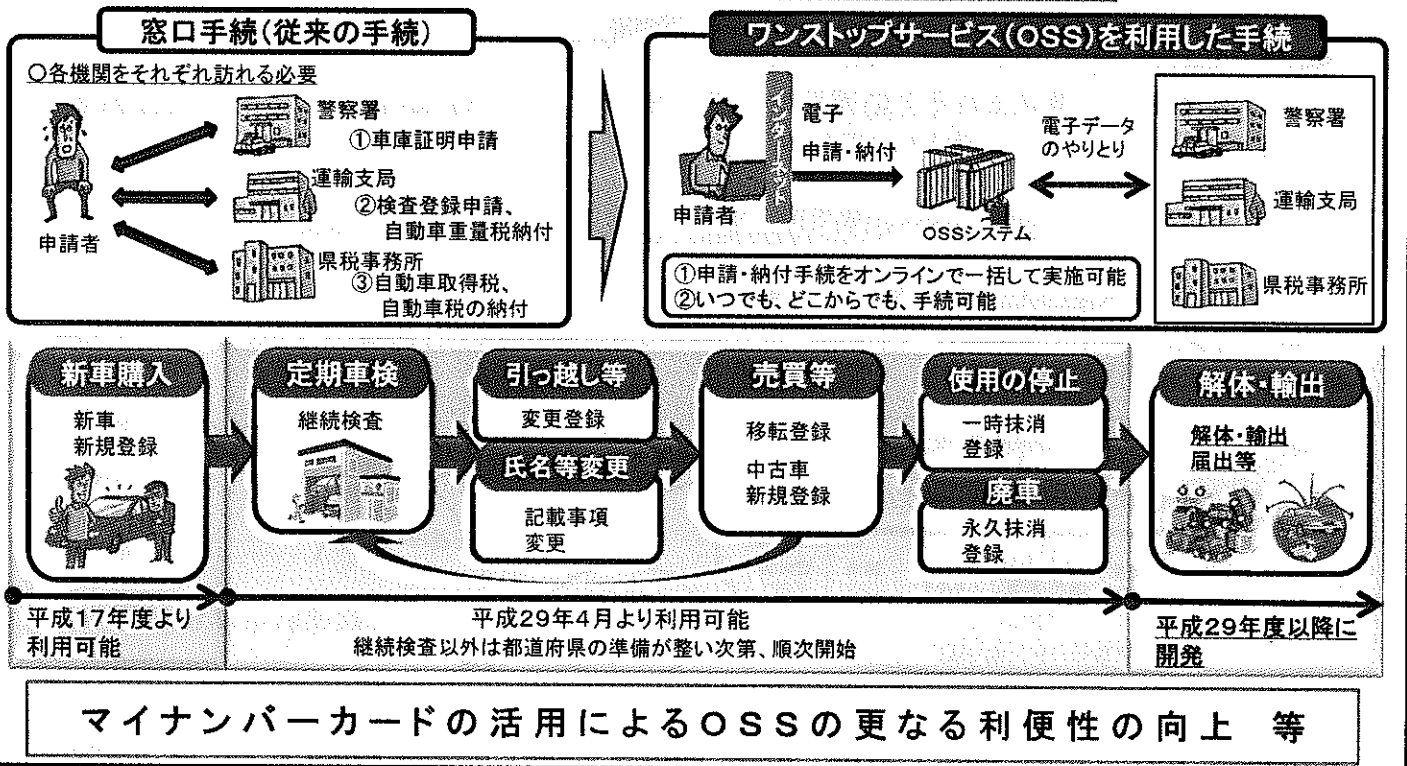 窓口手続(従来の手続)
〇各機関をそれぞれ訪れる必要
申請者
警察署
①車庫証明申請
運輸支局
②検査登録申請、
自動車重量税納付
県税事務所
③自動車取得税、
自動車税の納付
ワンストップサービス(OSS)を利用した手続
申請者
インターネット
電子
申請・納付
OSSシステム
電子データ
のやりとり
警察署
運輸支局
県税事務所
①申請・納付手続をオンラインで一括して実施可能
②いつでも、どこからでも、手続可能
新車購入
新車
新規登録
定期車検
継続検査
引っ越し等
変更登録
氏名等変更
記載事項
変更
売買等
移転登録
中古車
新規登録
使用の停止
一時抹消
登録
廃車
永久抹消
登録
解体・輸出
解体・輸出
届出等
平成17年度より
利用可能
平成29年4月より利用可能
継続検査以外は都道府県の準備が整い次第、順次開始
平成29年度以降に
開発
マイナンバーカードの活用によるOSSの更なる利便性の向上 等